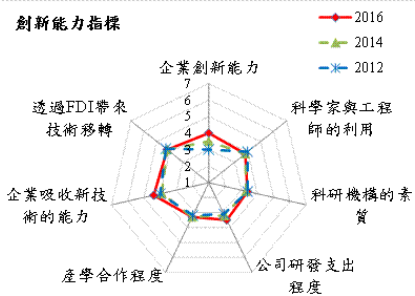 創新能力指標
2016
2014
2012
企業創新能力
7
6
5
4
3
2
1
科學家與工程
師的利用
科研機構的素
質
公司研發支出
程度
產學合作程度
企業吸收新技
術的能力
透過FDI帶來
技術移轉